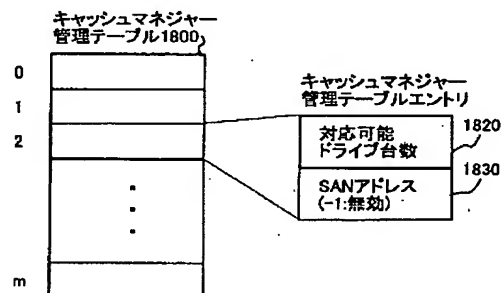 キャッシュマネジャー
管理テーブル1800
0
1
2
m
キャッシュマネジャー
管理テーブルエントリ
対応可能
ドライブ台数
1820
SANアドレス
(-1:無効)
1830